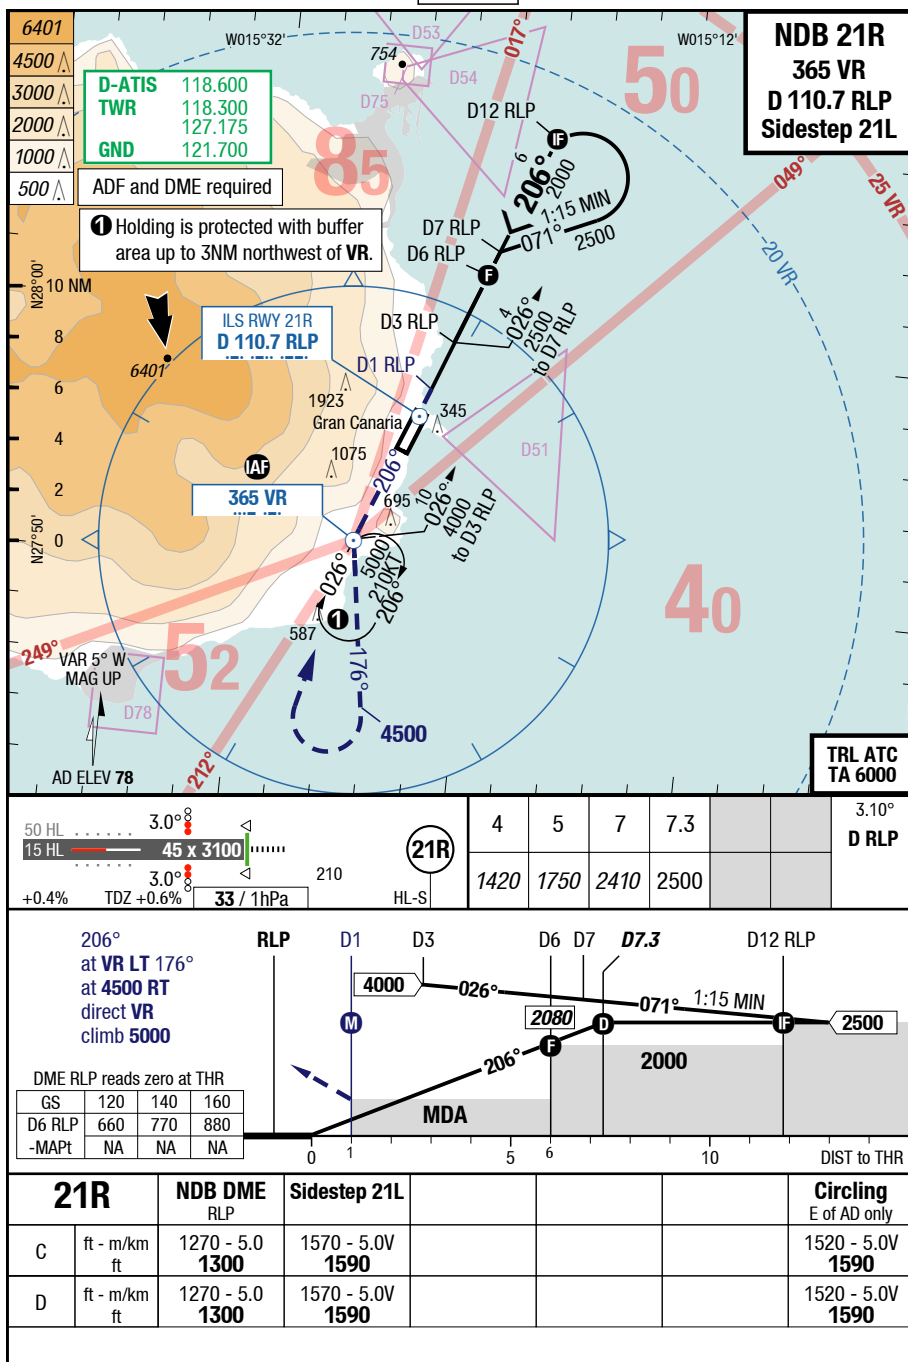 6401
4500
3000
2000
1000
500
W015°32'
W015°12'
NDB 21R
365 VR
D 110.7 RLP
Sidestep 21L
D-ATIS 118.600
TWR 118.300
127.175
GND 121.700
ADF and DME required
1 Holding is protected with buffer
area up to 3NM northwest of VR.
754
D53
D54
D75
017°
50
85
D12 RLP
IF
206°
6
2000
1:15 MIN
071°
2500
049°
25 VR
20 VR
D7 RLP
D6 RLP
F
N28°00'
10 NM
8
6
4
2
0
N27°50'
ILS RWY 21R
D 110.7 RLP
6401
D3 RLP
4
026°
2500
to D7 RLP
D1 RLP
1923
345
Gran Canaria
D51
1075
IAF
206°
365 VR
695
10
026°
4000
to D3 RLP
026°
5000
210KT
206°
1
587
40
249°
52
VAR 5° W
MAG UP
D78
176°
4500
212°
AD ELEV 78
TRL ATC
TA 6000
50 HL
15 HL
3.0°
45 x 3100
3.0°
210
+0.4%
TDZ +0.6%
33 / 1hPa
21R
HL-S
4 5 7 7.3
1420 1750 2410 2500
3.10°
D RLP
206°
at VR LT 176°
at 4500 RT
direct VR
climb 5000
RLP D1 D3 D6 D7 D7.3 D12 RLP
4000
026°
071°
1:15 MIN
2080
M
D
IF
2500
F
206°
2000
MDA
DME RLP reads zero at THR
GS 120 140 160
D6 RLP 660 770 880
-MAPt NA NA NA
0 1 5 6 10 DIST to THR
21R NDB DME Sidestep 21L Circling
RLP E of AD only
C ft - m/km 1270 - 5.0 1570 - 5.0V 1520 - 5.0V
ft 1300 1590 1590
D ft - m/km 1270 - 5.0 1570 - 5.0V 1520 - 5.0V
ft 1300 1590 1590